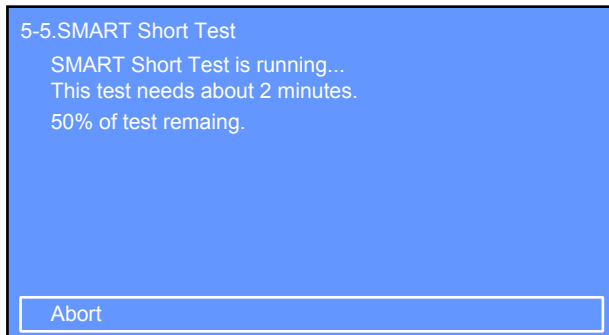 5-5.SMART Short Test
SMART Short Test is running...
This test needs about 2 minutes.
50% of test remaing.
Abort